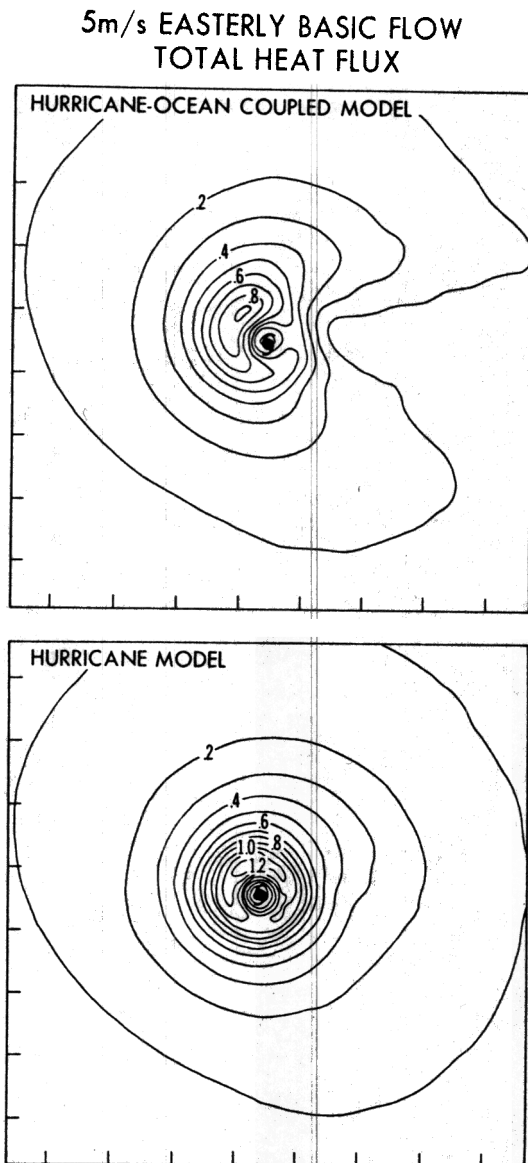 5m/s EASTERLY BASIC FLOW
TOTAL HEAT FLUX
HURRICANE-OCEAN COUPLED MODEL
.2
.4
.6
.8
HURRICANE MODEL
.2
.4
.6
.8
1.0
1.2